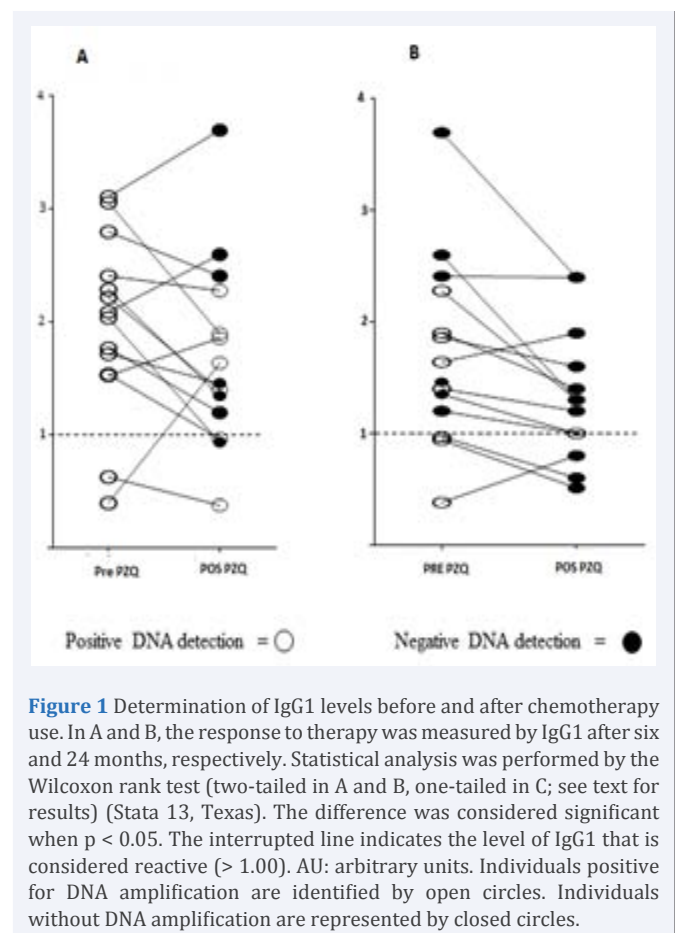 A
B
4
3
2
1
Pre PZQ
POS PZQ
4
3
2
1
PRE PZQ
POS PZQ
Positive DNA detection =
Negative DNA detection =
Figure 1 Determination of IgG1 levels before and after chemotherapy
use. In A and B, the response to therapy was measured by IgG1 after six
and 24 months, respectively. Statistical analysis was performed by the
Wilcoxon rank test (two-tailed in A and B, one-tailed in C; see text for
results) (Stata 13, Texas). The difference was considered significant
when p < 0.05. The interrupted line indicates the level of IgG1 that is
considered reactive (> 1.00). AU: arbitrary units. Individuals positive
for DNA amplification are identified by open circles. Individuals
without DNA amplification are represented by closed circles.